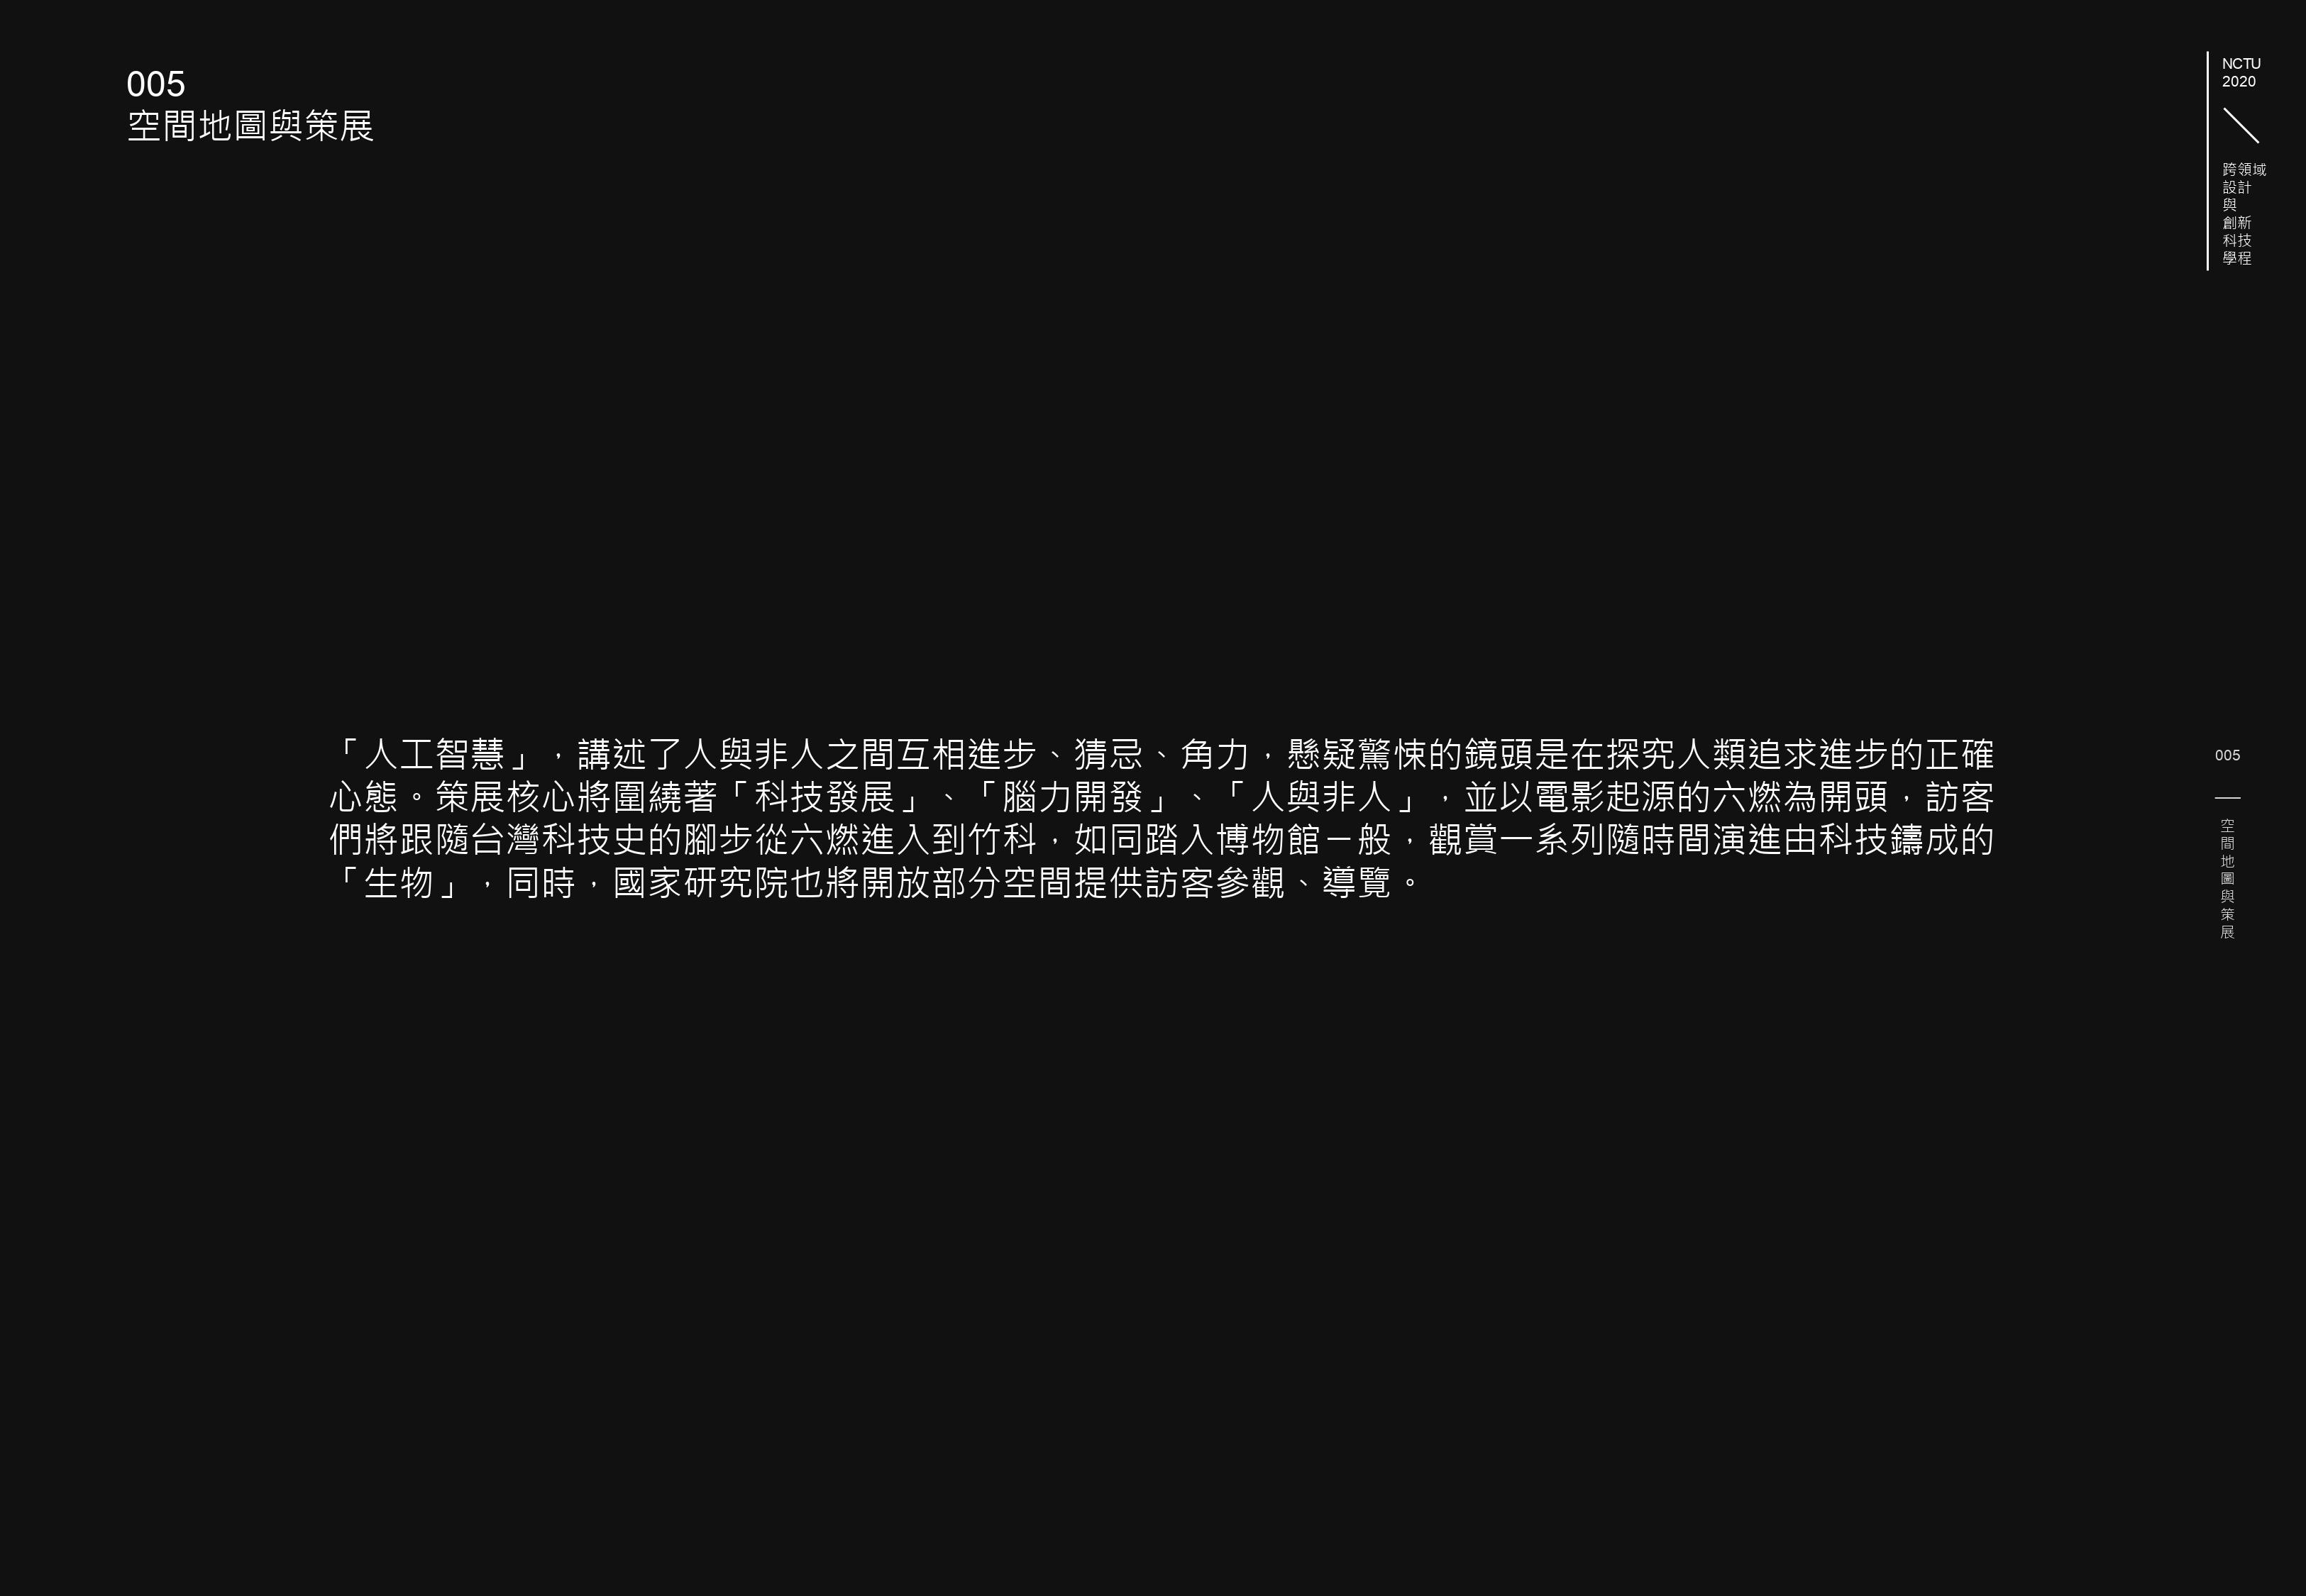 005
空間地圖與策展
NCTU
2020
跨領域
設計
與
創新
科技
學程
「人工智慧」，講述了人與非人之間互相進步、猜忌、角力，懸疑驚悚的鏡頭是在探究人類追求進步的正確
心態。策展核心將圍繞著「科技發展」、「腦力開發」、「人與非人」，並以電影起源的六燃為開頭，訪客
們將跟隨台灣科技史的腳步從六燃進入到竹科，如同踏入博物館一般，觀賞一系列隨時間演進由科技鑄成的
「生物」，同時，國家研究院也將開放部分空間提供訪客參觀、導覽。
005
空間地圖與策展